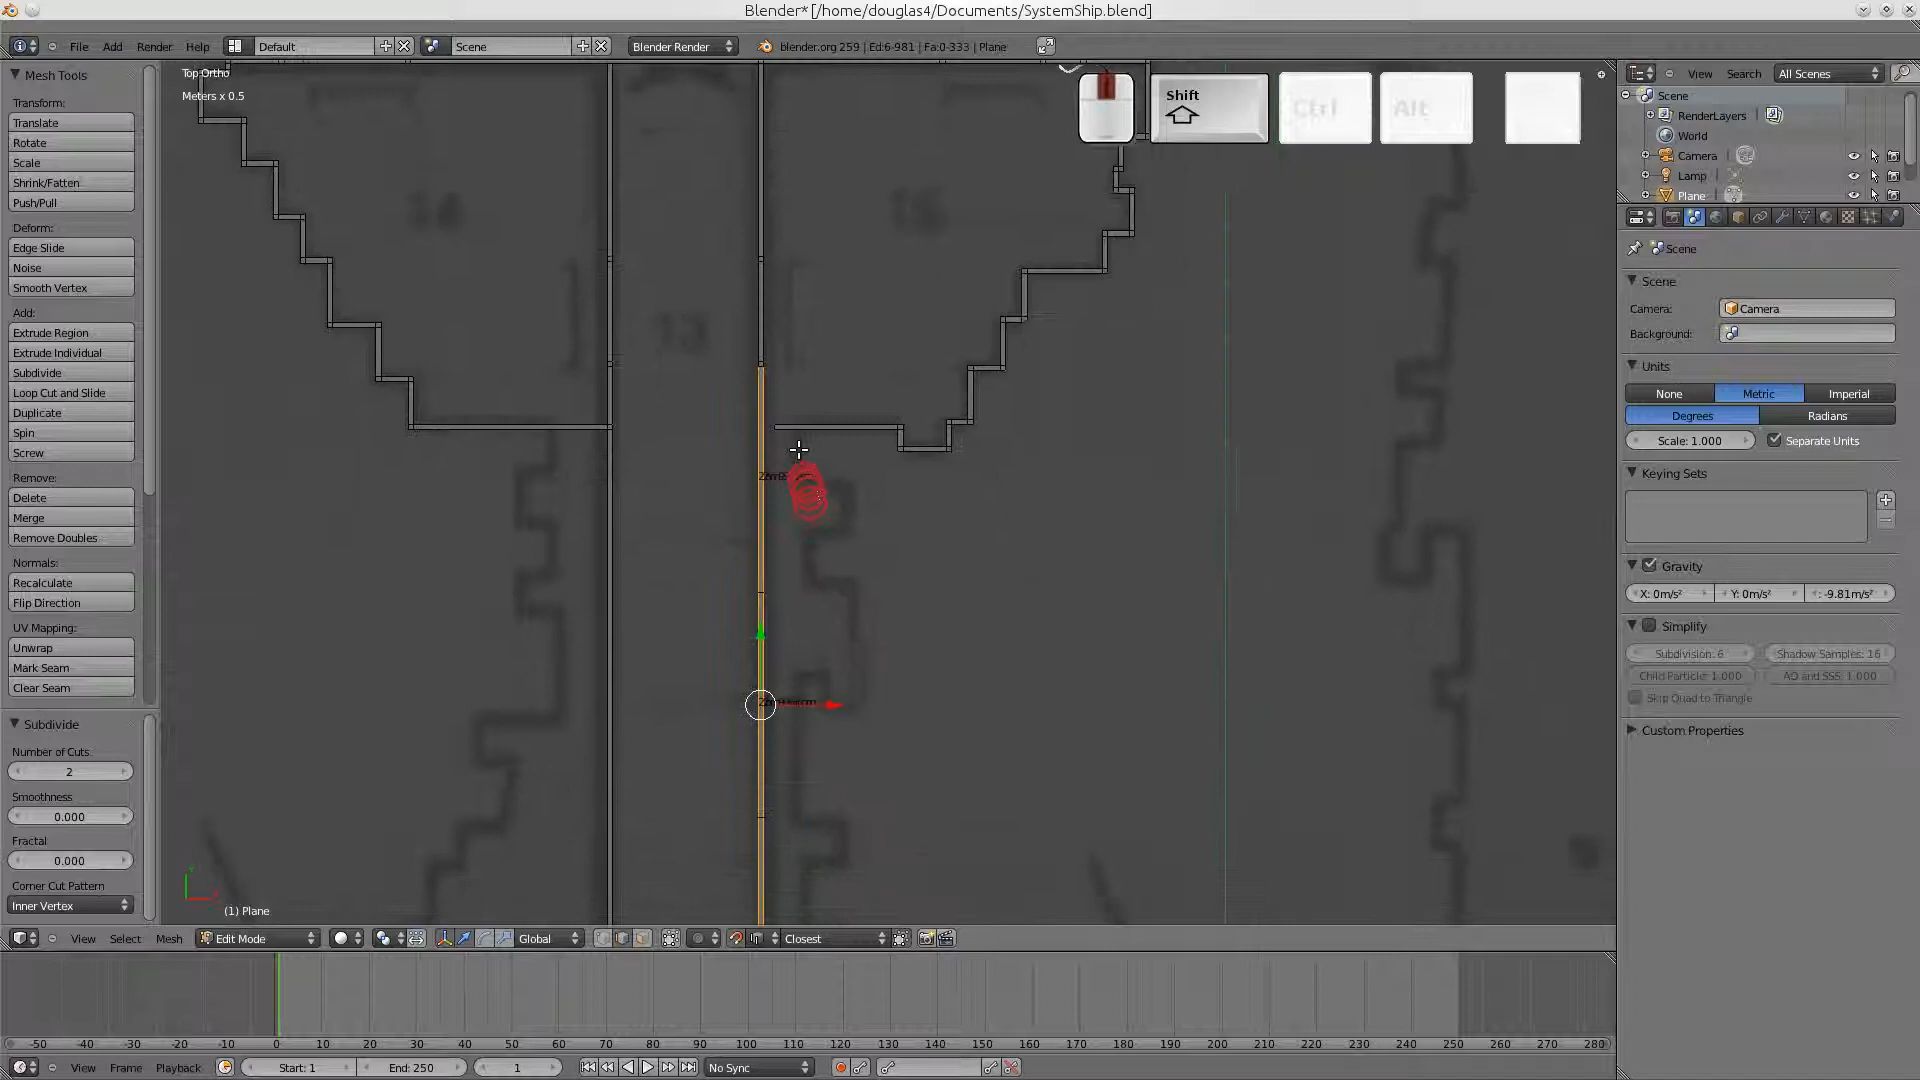 Blender* [/home/douglas4/Documents/SystemShip.blend]
File Add Render Help Default Scene Blender Render blender.org 259 | Ed:6-981 | Fa:0-333 | Plane
Mesh Tools
Transform:
Translate
Rotate
Scale
Shrink/Fatten
Push/Pull
Deform:
Edge Slide
Noise
Smooth Vertex
Add:
Extrude Region
Extrude Individual
Subdivide
Loop Cut and Slide
Duplicate
Spin
Screw
Remove:
Delete
Merge
Remove Doubles
Normals:
Recalculate
Flip Direction
UV Mapping:
Unwrap
Mark Seam
Clear Seam
Subdivide
Number of Cuts:
2
Smoothness
0.000
Fractal
0.000
Corner Cut Pattern
Inner Vertex
Top Ortho
Meters x 0.5
Shift
Ctrl
Alt
(1) Plane
View Select Mesh Edit Mode Global Closest
View Search All Scenes
Scene
RenderLayers
World
Camera
Lamp
Plane
Scene
Scene
Camera: Camera
Background:
Units
None Metric Imperial
Degrees Radians
Scale: 1.000 Separate Units
Keying Sets
Gravity
X: 0m/s² Y: 0m/s² : -9.81m/s²
Simplify
Subdivision: 6 Shadow Samples: 16
Child Particle: 1.000 AO and SSS: 1.000
Skip Quad to Triangle
Custom Properties
-50 -40 -30 -20 -10 0 10 20 30 40 50 60 70 80 90 100 110 120 130 140 150 160 170 180 190 200 210 220 230 240 250 260 270 280
View Frame Playback Start: 1 End: 250 1 No Sync